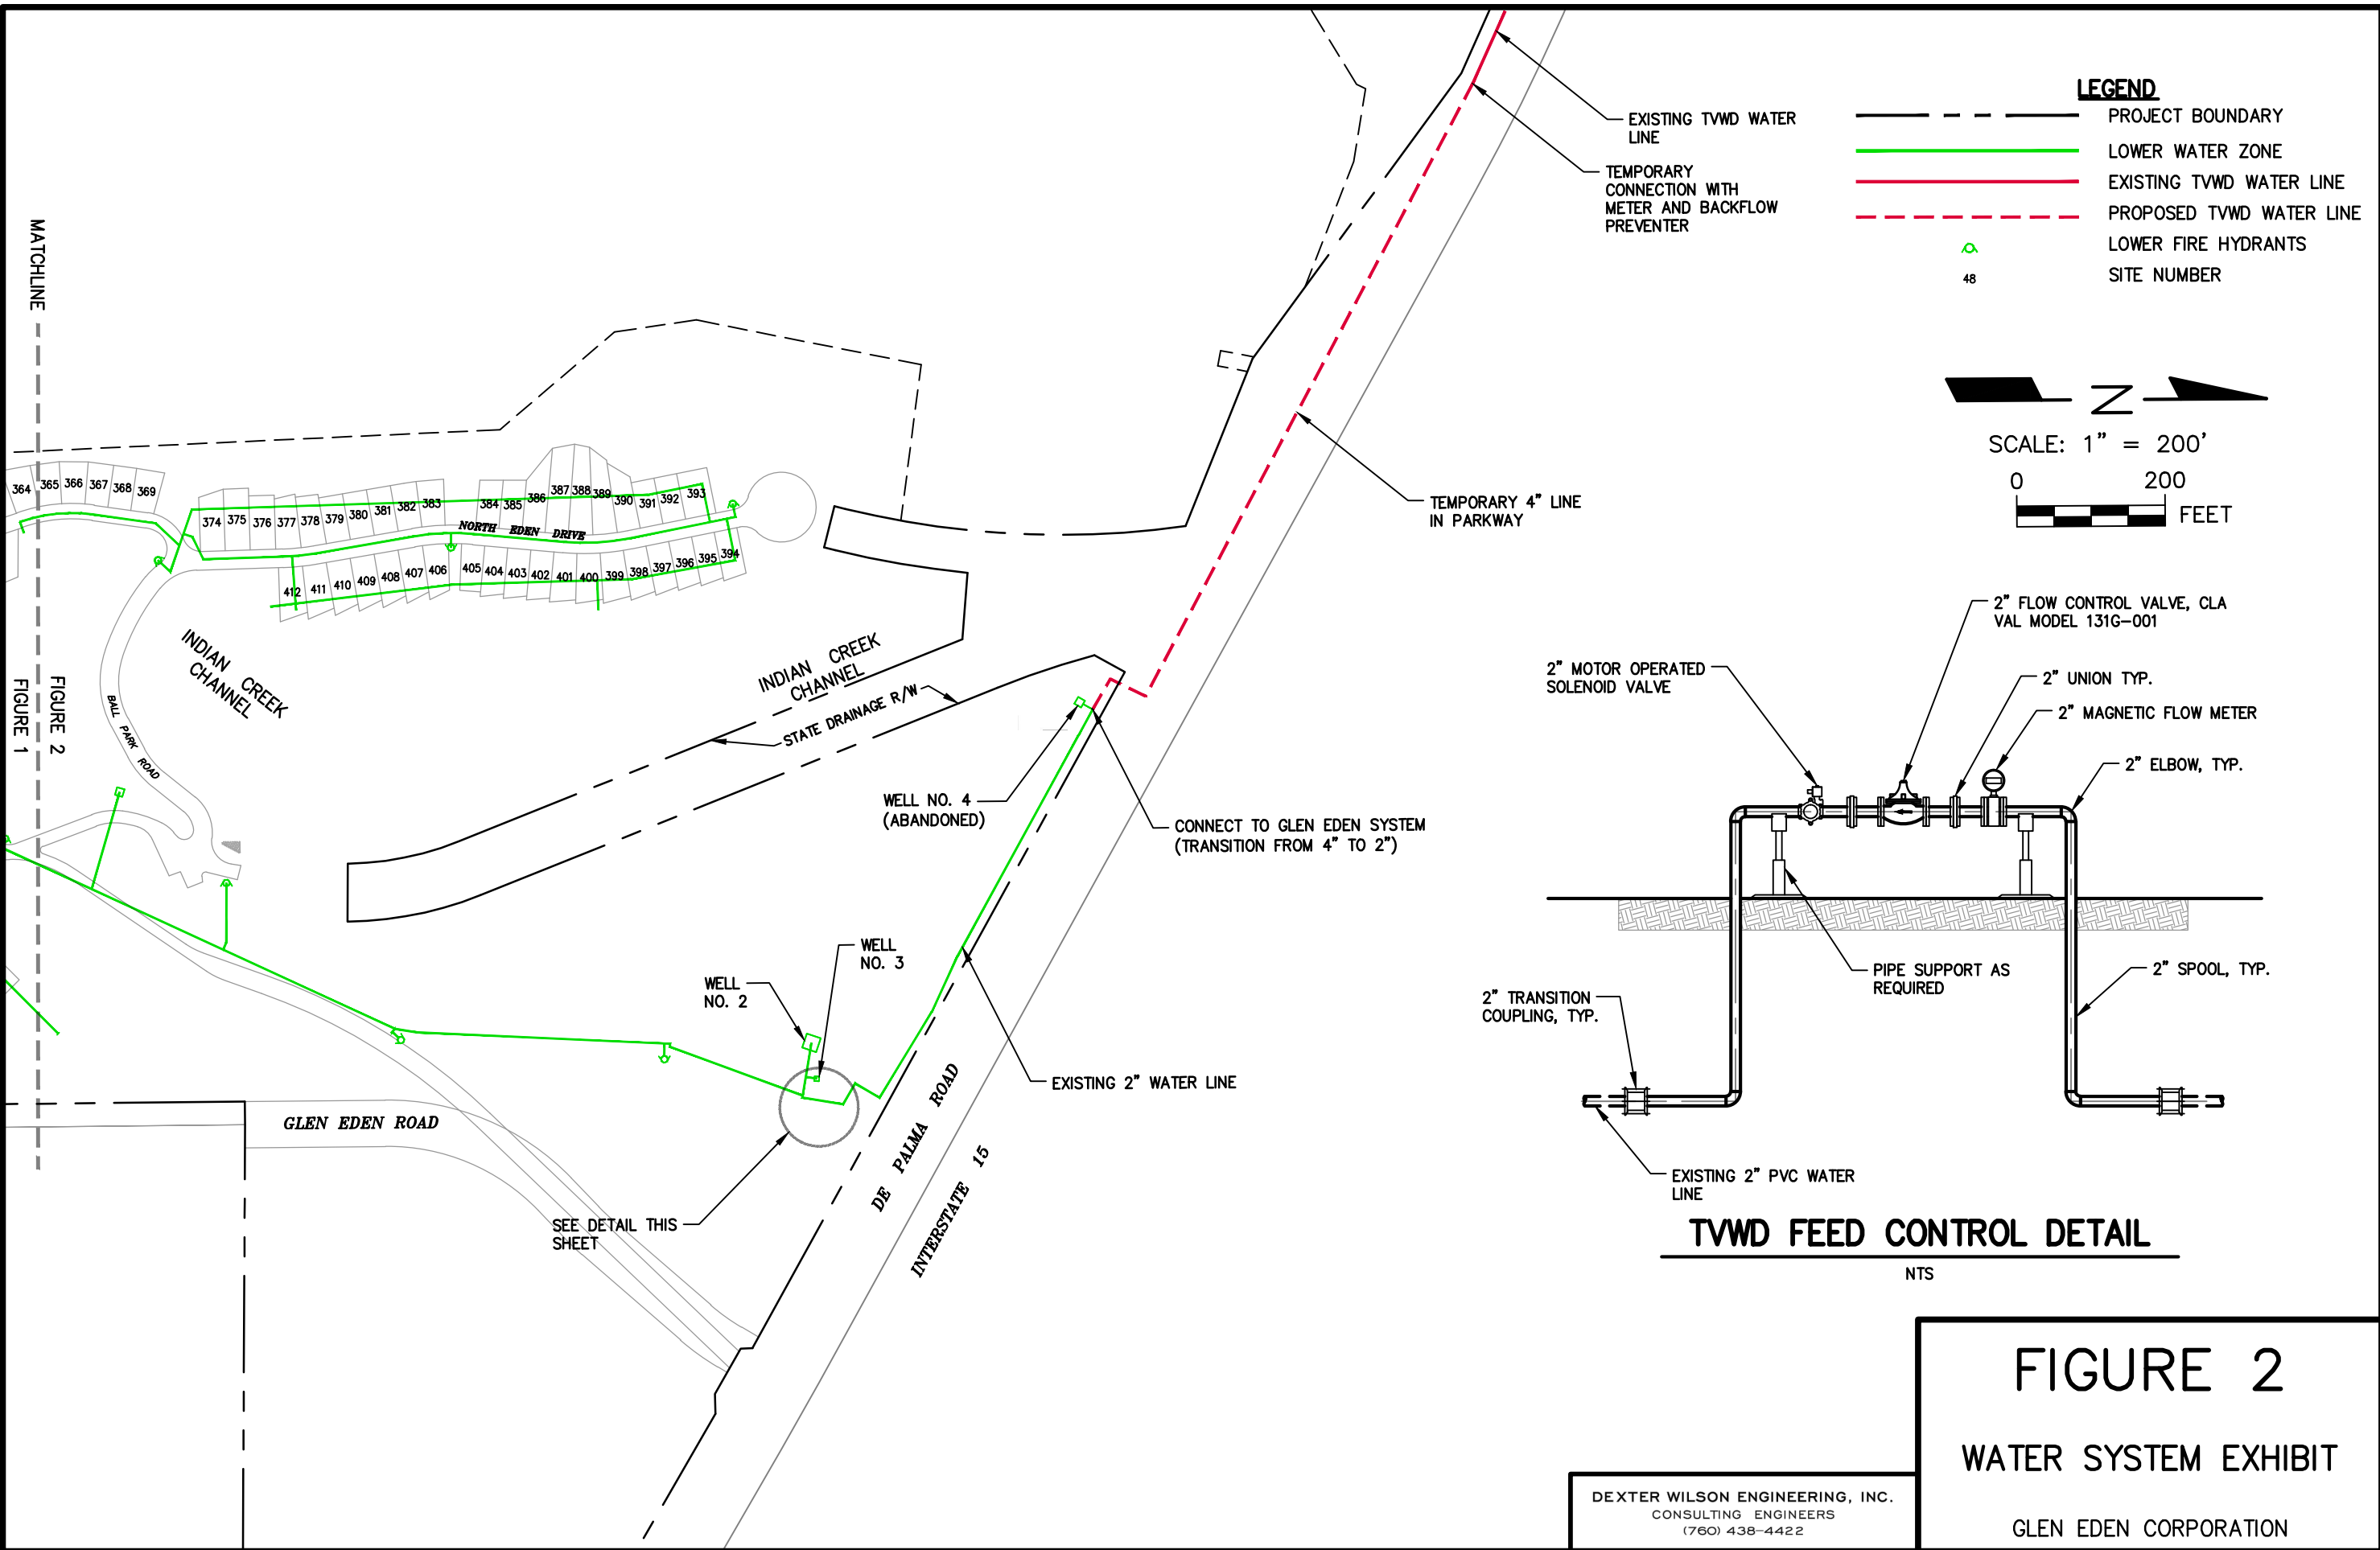 LEGEND
PROJECT BOUNDARY
LOWER WATER ZONE
EXISTING TVWD WATER LINE
PROPOSED TVWD WATER LINE
LOWER FIRE HYDRANTS
48
SITE NUMBER
Z
SCALE: 1" = 200'
0 200
FEET
EXISTING TVWD WATER
LINE
TEMPORARY
CONNECTION WITH
METER AND BACKFLOW
PREVENTER
TEMPORARY 4" LINE
IN PARKWAY
MATCHLINE
FIGURE 1
FIGURE 2
364 365 366 367 368 369
374 375 376 377 378 379 380 381 382 383 384 385 386 387 388 389 390 391 392 393
NORTH EDEN DRIVE
412 411 410 409 408 407 406 405 404 403 402 401 400 399 398 397 396 395 394
INDIAN CREEK
CHANNEL
BALL PARK ROAD
INDIAN CREEK
CHANNEL
STATE DRAINAGE R/W
WELL NO. 4
(ABANDONED)
CONNECT TO GLEN EDEN SYSTEM
(TRANSITION FROM 4" TO 2")
WELL
NO. 3
WELL
NO. 2
EXISTING 2" WATER LINE
DE PALMA ROAD
INTERSTATE 15
GLEN EDEN ROAD
SEE DETAIL THIS
SHEET
2" FLOW CONTROL VALVE, CLA
VAL MODEL 131G-001
2" MOTOR OPERATED
SOLENOID VALVE
2" UNION TYP.
2" MAGNETIC FLOW METER
2" ELBOW, TYP.
PIPE SUPPORT AS
REQUIRED
2" SPOOL, TYP.
2" TRANSITION
COUPLING, TYP.
EXISTING 2" PVC WATER
LINE
TVWD FEED CONTROL DETAIL
NTS
FIGURE 2
WATER SYSTEM EXHIBIT
GLEN EDEN CORPORATION
DEXTER WILSON ENGINEERING, INC.
CONSULTING ENGINEERS
(760) 438-4422